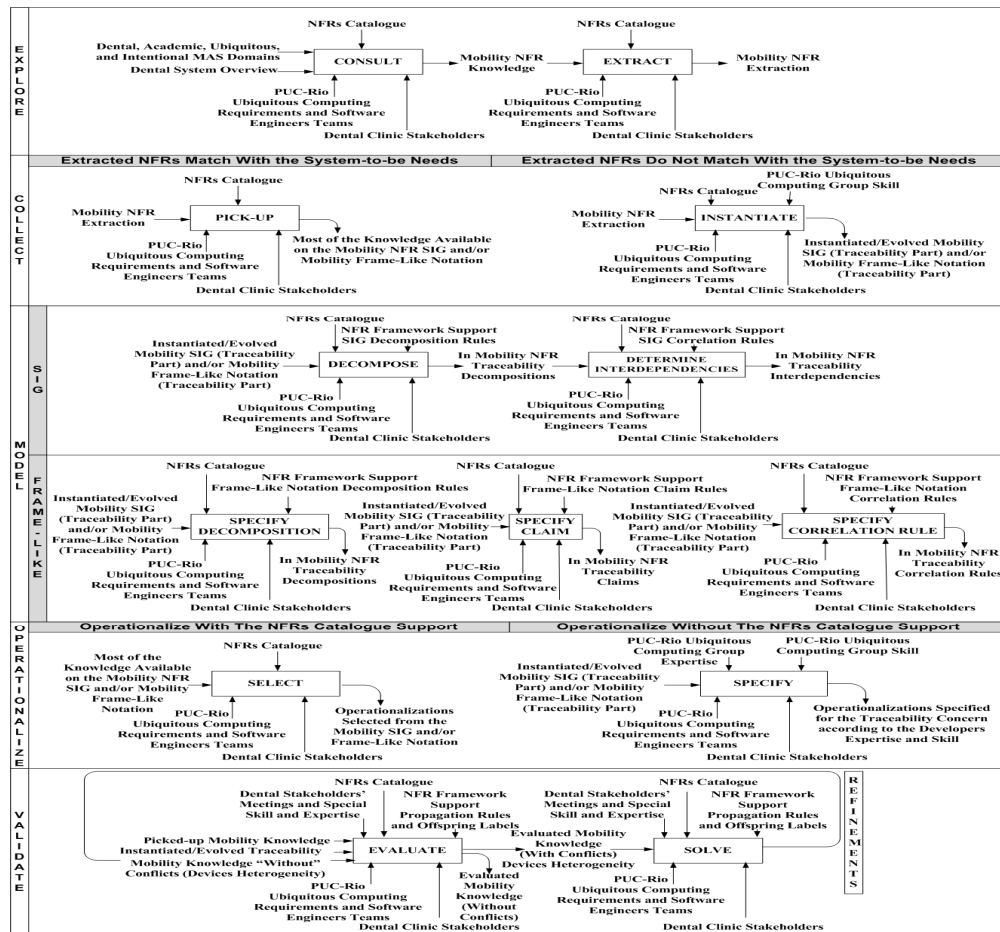 EXPLORE
NFRs Catalogue
Dental, Academic, Ubiquitous,
and Intentional MAS Domains
Dental System Overview
CONSULT
PUC-Rio
Ubiquitous Computing
Requirements and Software
Engineers Teams
Dental Clinic Stakeholders
Mobility NFR
Knowledge
NFRs Catalogue
EXTRACT
PUC-Rio
Ubiquitous Computing
Requirements and Software
Engineers Teams
Dental Clinic Stakeholders
Mobility NFR
Extraction
COLLECT
Extracted NFRs Match With the System-to-be Needs
NFRs Catalogue
Mobility NFR
Extraction
PICK-UP
Most of the Knowledge Available
on the Mobility NFR SIG and/or
Mobility Frame-Like Notation
PUC-Rio
Ubiquitous Computing
Requirements and Software
Engineers Teams
Dental Clinic Stakeholders
Extracted NFRs Do Not Match With the System-to-be Needs
PUC-Rio Ubiquitous
Computing Group Skill
NFRs Catalogue
Mobility NFR
Extraction
INSTANTIATE
Instantiated/Evolved Mobility
SIG (Traceability Part) and/or
Mobility Frame-Like Notation
(Traceability Part)
PUC-Rio
Ubiquitous Computing
Requirements and Software
Engineers Teams
Dental Clinic Stakeholders
MODEL
SIG
NFRs Catalogue
NFR Framework Support
SIG Decomposition Rules
Instantiated/Evolved
Mobility SIG (Traceability
Part) and/or Mobility
Frame-Like Notation
(Traceability Part)
DECOMPOSE
PUC-Rio
Ubiquitous Computing
Requirements and Software
Engineers Teams
Dental Clinic Stakeholders
In Mobility NFR
Traceability
Decompositions
NFRs Catalogue
NFR Framework Support
SIG Correlation Rules
DETERMINE
INTERDEPENDENCIES
PUC-Rio
Ubiquitous Computing
Requirements and Software
Engineers Teams
Dental Clinic Stakeholders
In Mobility NFR
Traceability
Interdependencies
FRAME-LIKE
NFRs Catalogue
NFR Framework Support
Frame-Like Notation Decomposition Rules
Instantiated/Evolved
Mobility SIG
(Traceability Part)
and/or Mobility
Frame-Like Notation
(Traceability Part)
SPECIFY
DECOMPOSITION
In Mobility NFR
Traceability
Decompositions
PUC-Rio
Ubiquitous Computing
Requirements and Software
Engineers Teams
Dental Clinic Stakeholders
NFRs Catalogue
NFR Framework Support
Frame-Like Notation Claim Rules
Instantiated/Evolved
Mobility SIG (Traceability
Part) and/or Mobility
Frame-Like Notation
(Traceability Part)
SPECIFY
CLAIM
In Mobility NFR
Traceability
Claims
PUC-Rio
Ubiquitous Computing
Requirements and Software
Engineers Teams
Dental Clinic Stakeholders
NFRs Catalogue
NFR Framework Support
Frame-Like Notation
Correlation Rules
Instantiated/Evolved
Mobility SIG (Traceability
Part) and/or Mobility
Frame-Like Notation
(Traceability Part)
SPECIFY
CORRELATION RULE
In Mobility NFR
Traceability
Correlation Rules
PUC-Rio
Ubiquitous Computing
Requirements and Software
Engineers Teams
Dental Clinic Stakeholders
OPERATIONALIZE
Operationalize With The NFRs Catalogue Support
Most of the
Knowledge Available
on the Mobility NFR
SIG and/or Mobility
Frame-Like
Notation
NFRs Catalogue
SELECT
Operationalizations
Selected from the
Mobility SIG and/or
Frame-Like Notation
PUC-Rio
Ubiquitous Computing
Requirements and Software
Engineers Teams
Dental Clinic Stakeholders
Operationalize Without The NFRs Catalogue Support
PUC-Rio Ubiquitous
Computing Group
Expertise
PUC-Rio Ubiquitous
Computing Group Skill
Instantiated/Evolved
Mobility SIG (Traceability
Part) and/or Mobility
Frame-Like Notation
(Traceability Part)
SPECIFY
Operationalizations Specified
for the Traceability Concern
according to the Developers
Expertise and Skill
PUC-Rio
Ubiquitous Computing
Requirements and Software
Engineers Teams
Dental Clinic Stakeholders
VALIDATE
NFRs Catalogue
Dental Stakeholders'
Meetings and Special
Skill and Expertise
NFR Framework
Support
Propagation Rules
and Offspring Labels
Picked-up Mobility Knowledge
Instantiated/Evolved Traceability
Mobility Knowledge "Without"
Conflicts (Devices Heterogeneity)
EVALUATE
Evaluated Mobility
Knowledge
(With Conflicts)
Devices Heterogeneity
Evaluated
Mobility
Knowledge
(Without
Conflicts)
PUC-Rio
Ubiquitous Computing
Requirements and Software
Engineers Teams
Dental Clinic Stakeholders
NFRs Catalogue
Dental Stakeholders'
Meetings and Special
Skill and Expertise
NFR Framework
Support
Propagation Rules
and Offspring Labels
SOLVE
PUC-Rio
Ubiquitous Computing
Requirements and Software
Engineers Teams
Dental Clinic Stakeholders
REFINEMENTS